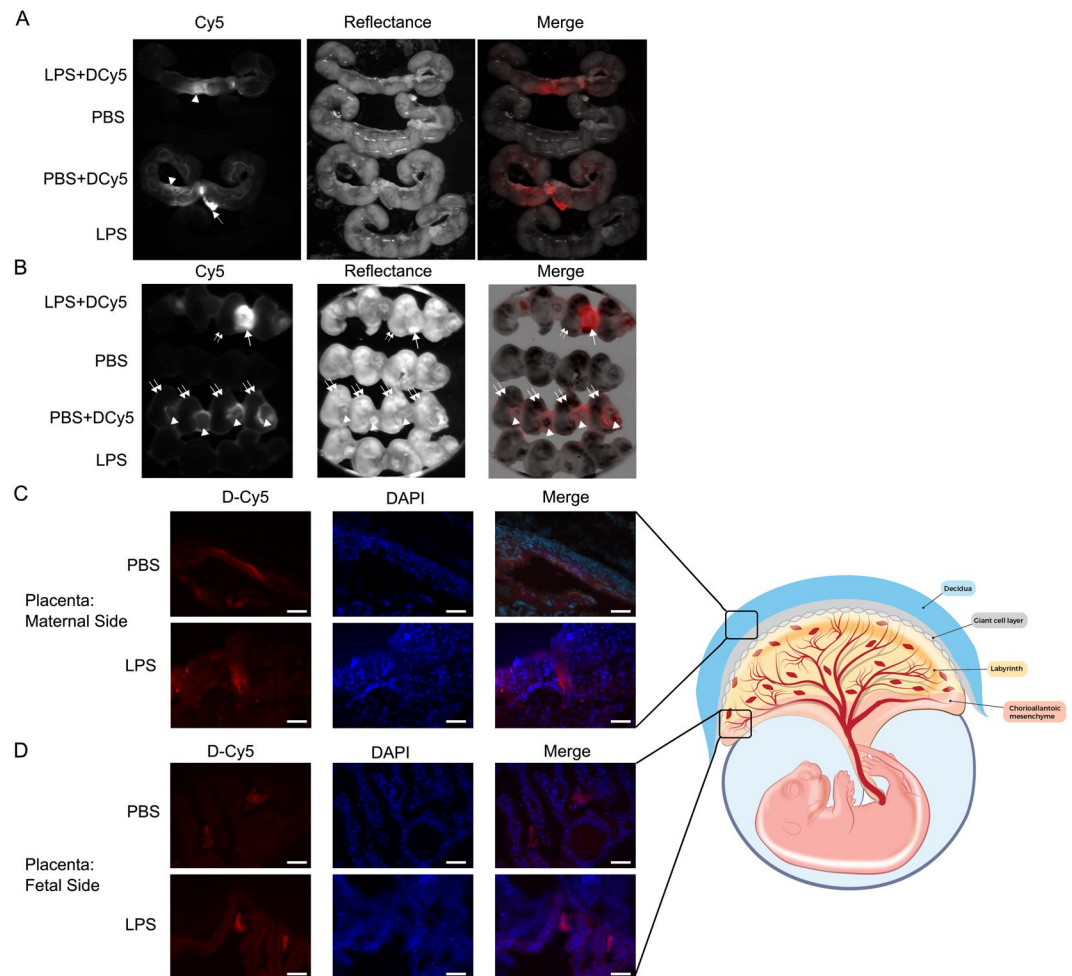 A
Cy5 Reflectance Merge
LPS+DCy5
PBS
PBS+DCy5
LPS
B
Cy5 Reflectance Merge
LPS+DCy5
PBS
PBS+DCy5
LPS
C
D-Cy5 DAPI Merge
PBS
Placenta:
Maternal Side
LPS
D
D-Cy5 DAPI Merge
PBS
Placenta:
Fetal Side
LPS
Decidua
Giant cell layer
Labyrinth
Chorioallantoic
mesenchyme